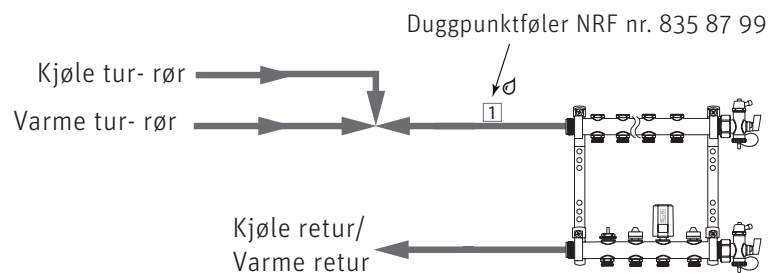 Duggpunktføler NRF nr. 835 87 99
Kjøle tur- rør
1
Varme tur- rør
Kjøle retur/
Varme retur